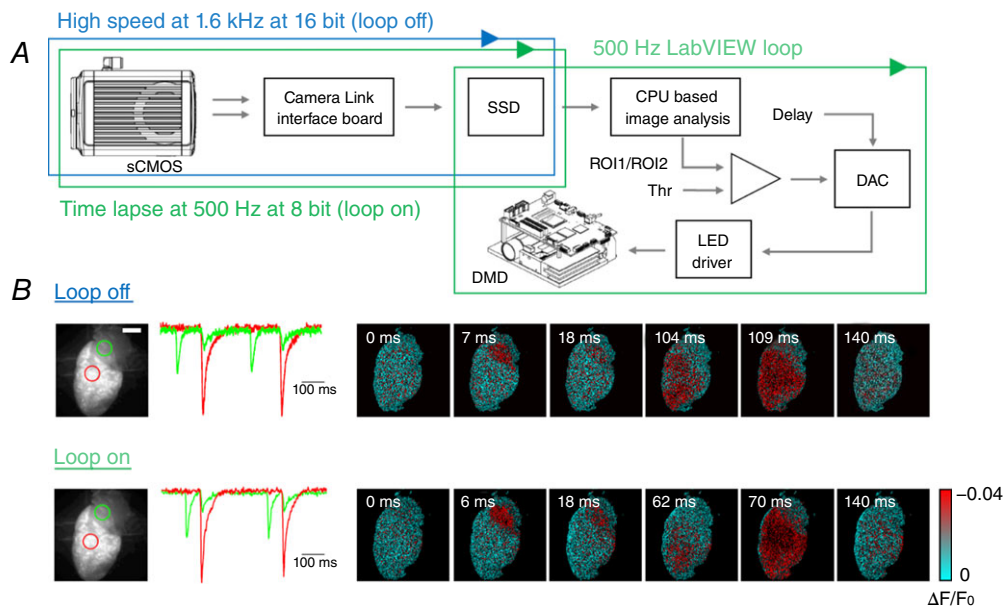 A
High speed at 1.6 kHz at 16 bit (loop off)
500 Hz LabVIEW loop
sCMOS
Camera Link
interface board
SSD
CPU based
image analysis
Delay
ROI1/ROI2
Thr
DAC
Time lapse at 500 Hz at 8 bit (loop on)
DMD
LED
driver
B
Loop off
100 ms
0 ms
7 ms
18 ms
104 ms
109 ms
140 ms
Loop on
100 ms
0 ms
6 ms
18 ms
62 ms
70 ms
140 ms
−0.04
0
ΔF/F0